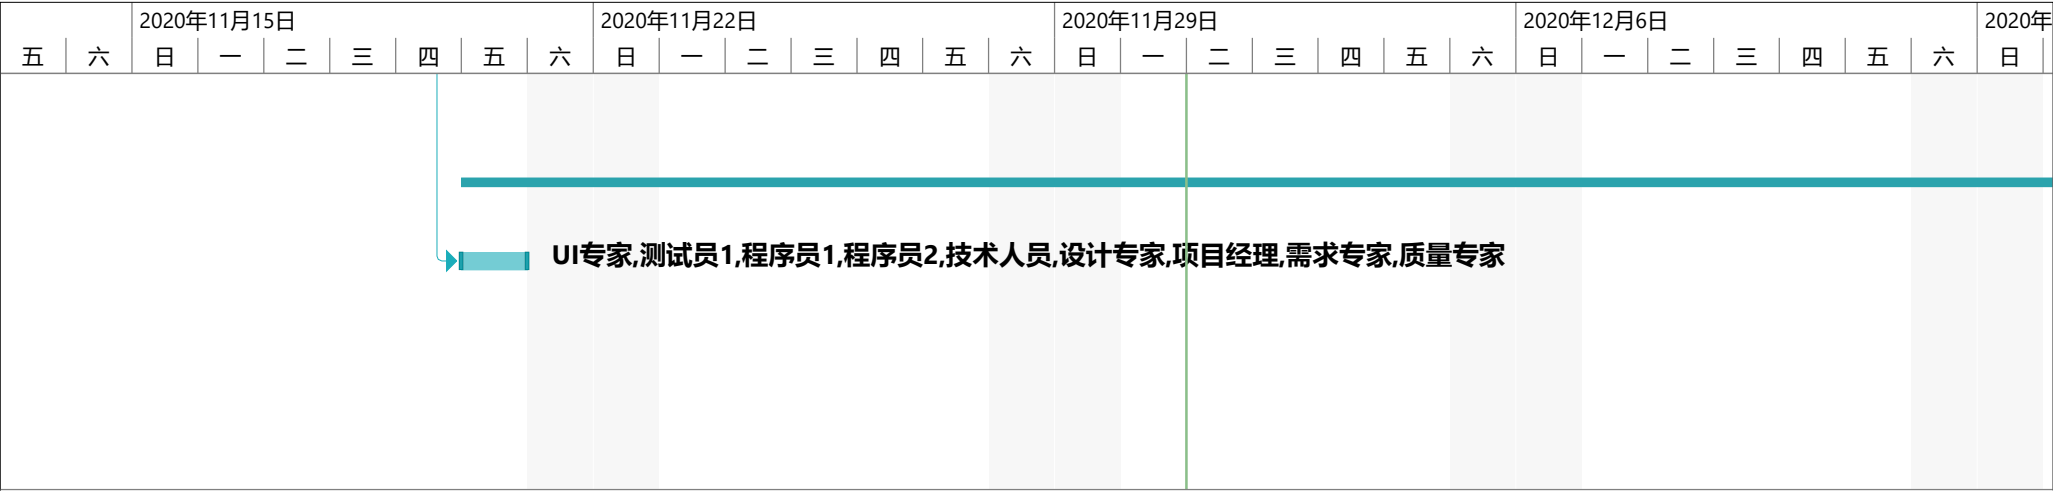 2020年11月15日 2020年11月22日 2020年11月29日 2020年12月6日 2020年
五 六 日 一 二 三 四 五 六 日 一 二 三 四 五 六 日 一 二 三 四 五 六 日 一 二 三 四 五 六 日
UI专家,测试员1,程序员1,程序员2,技术人员,设计专家,项目经理,需求专家,质量专家